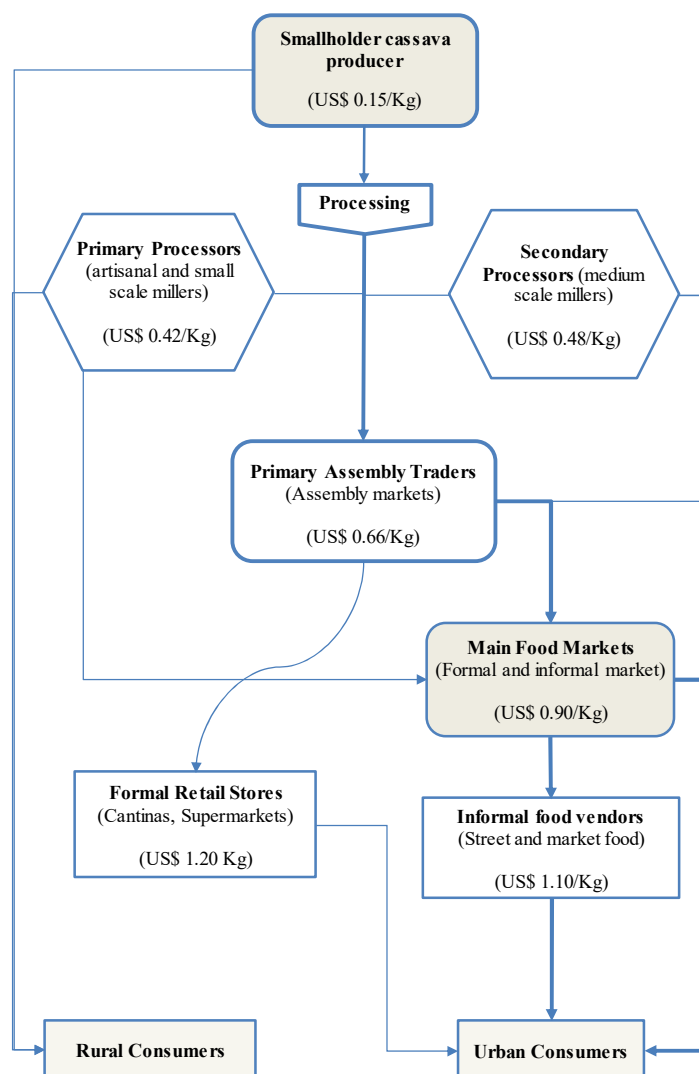 Smallholder cassava
producer
(US$ 0.15/Kg)
Processing
Primary Processors
(artisanal and small
scale millers)
(US$ 0.42/Kg)
Secondary
Processors (medium
scale millers)
(US$ 0.48/Kg)
Primary Assembly Traders
(Assembly markets)
(US$ 0.66/Kg)
Main Food Markets
(Formal and informal market)
(US$ 0.90/Kg)
Formal Retail Stores
(Cantinas, Supermarkets)
(US$ 1.20 Kg)
Informal food vendors
(Street and market food)
(US$ 1.10/Kg)
Rural Consumers
Urban Consumers